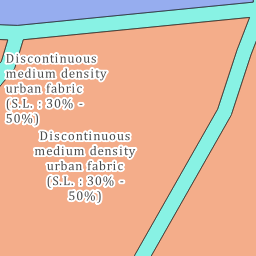 Discontinuous
medium density
urban fabric
(S.L. : 30% -
50%)
Discontinuous
medium density
urban fabric
(S.L. : 30% -
50%)